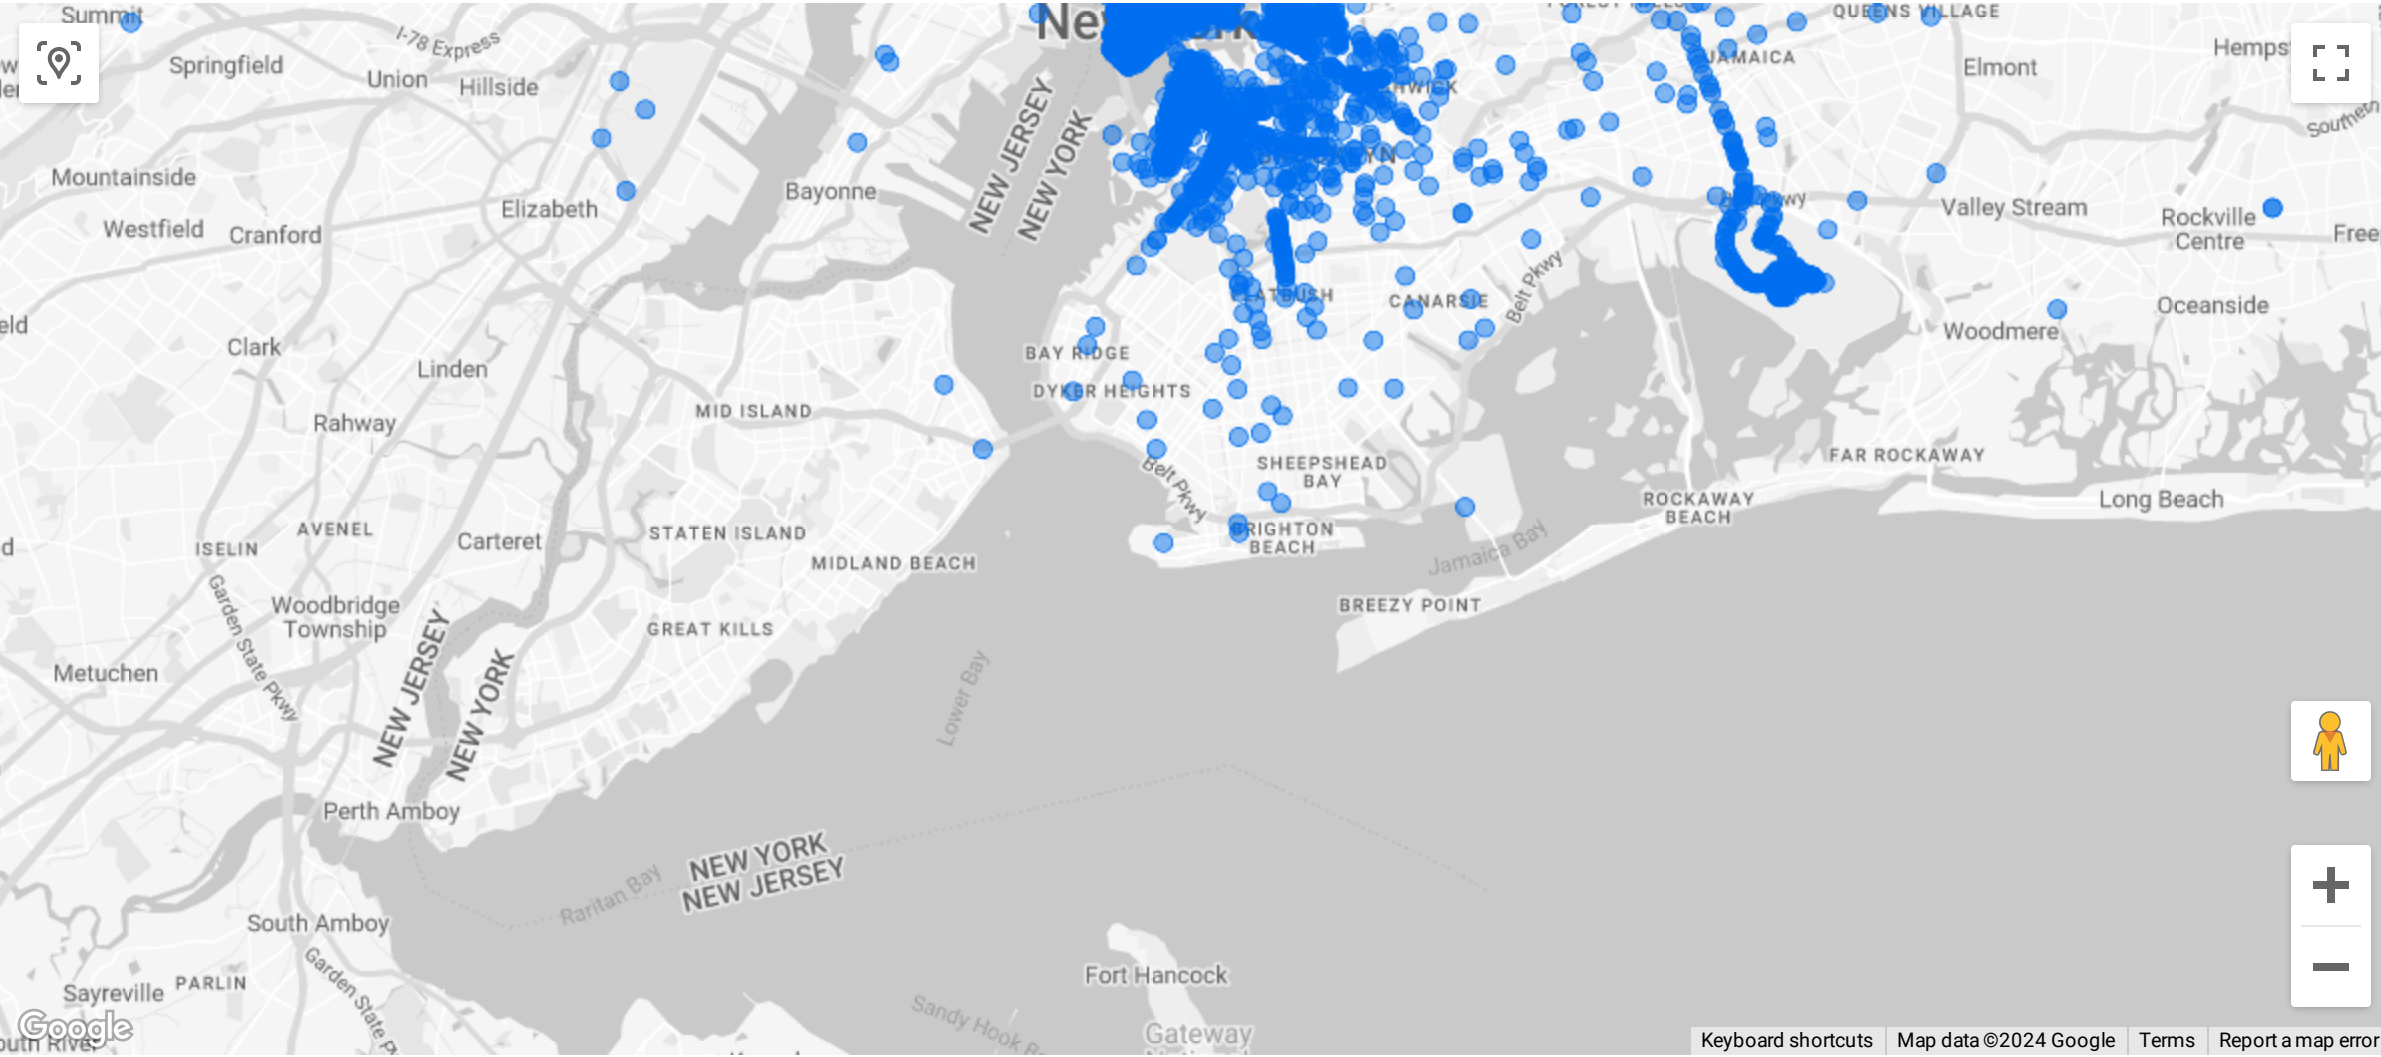 Summit
I-78 Express
Springfield
Union
Hillside
JAMAICA
QUEENS VILLAGE
Elmont
Mountainside
Westfield
Cranford
Elizabeth
Bayonne
NEW JERSEY
NEW YORK
Valley Stream
Rockville
Centre
Clark
Linden
Rahway
MID ISLAND
BAY RIDGE
DYKER HEIGHTS
CANARSIE
Belt Pkwy
Woodmere
Oceanside
SHEEPSHEAD
BAY
FAR ROCKAWAY
ROCKAWAY
BEACH
Long Beach
AVENEL
ISELIN
Carteret
STATEN ISLAND
MIDLAND BEACH
Belt Pkwy
BRIGHTON
BEACH
Jamaica Bay
BREEZY POINT
Woodbridge
Township
GREAT KILLS
Garden State Pkwy
Metuchen
NEW JERSEY
NEW YORK
Lower Bay
Perth Amboy
NEW YORK
NEW JERSEY
Raritan Bay
South Amboy
PARLIN
Sayreville
Garden State
Fort Hancock
Sandy Hook
Gateway
Google
Keyboard shortcuts
Map data ©2024 Google
Terms
Report a map error